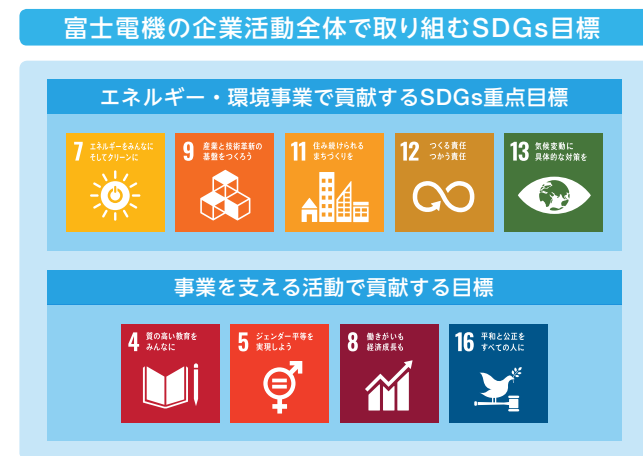 富士電機の企業活動全体で取り組むSDGs目標
エネルギー・環境事業で貢献するSDGs重点目標
7 エネルギーをみんなに
そしてクリーンに
9 産業と技術革新の
基盤をつくろう
11 住み続けられる
まちづくりを
12 つくる責任
つかう責任
13 気候変動に
具体的な対策を
事業を支える活動で貢献する目標
4 質の高い教育を
みんなに
5 ジェンダー平等を
実現しよう
8 働きがいも
経済成長も
16 平和と公正を
すべての人に